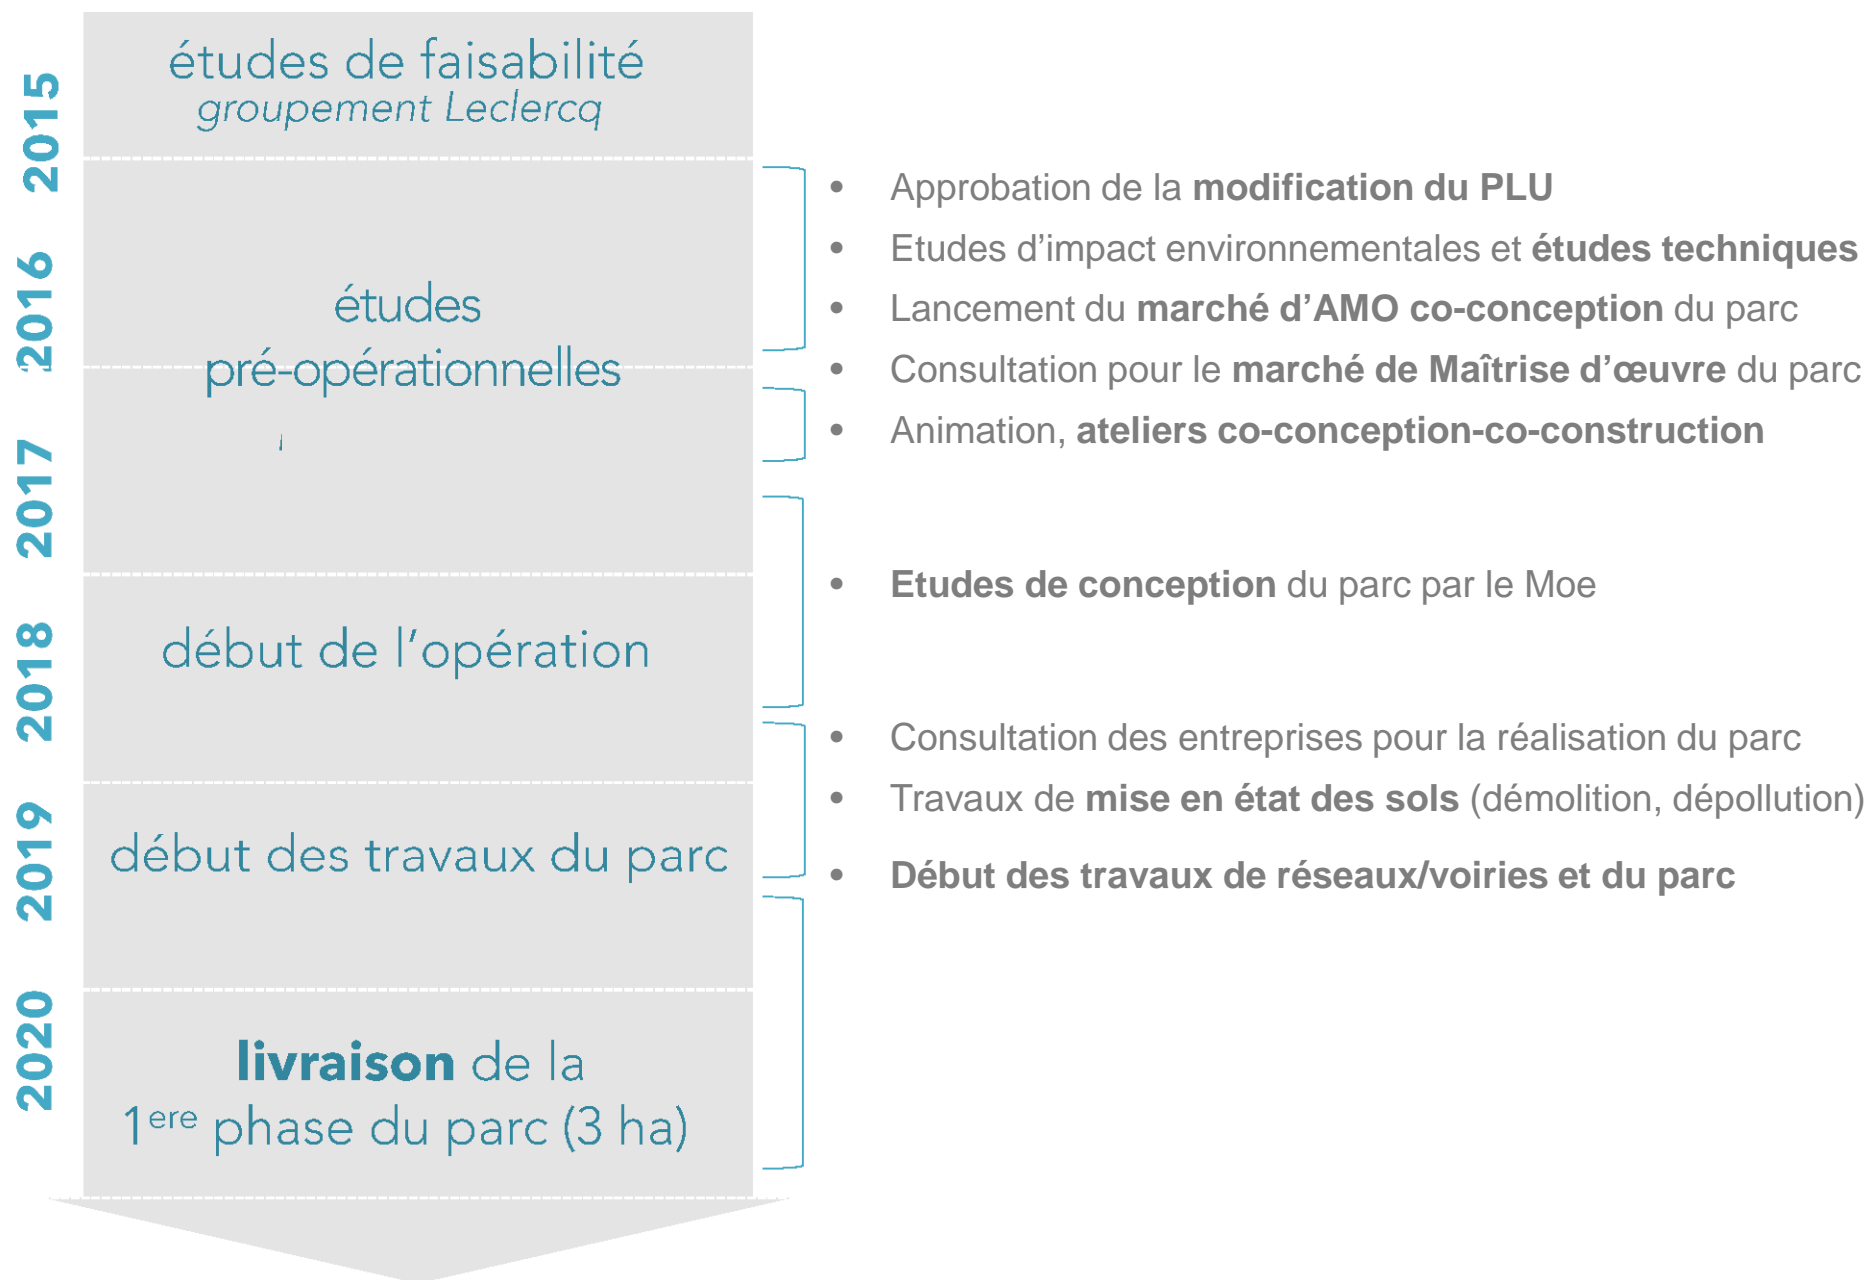 2015
études de faisabilité
groupement Leclercq
2016
études
pré-opérationnelles
2017
2018
début de l’opération
2019
début des travaux du parc
2020
livraison de la
1ere phase du parc (3 ha)
• Approbation de la modification du PLU
• Etudes d’impact environnementales et études techniques
• Lancement du marché d’AMO co-conception du parc
• Consultation pour le marché de Maîtrise d’œuvre du parc
• Animation, ateliers co-conception-co-construction
• Etudes de conception du parc par le Moe
• Consultation des entreprises pour la réalisation du parc
• Travaux de mise en état des sols (démolition, dépollution)
• Début des travaux de réseaux/voiries et du parc